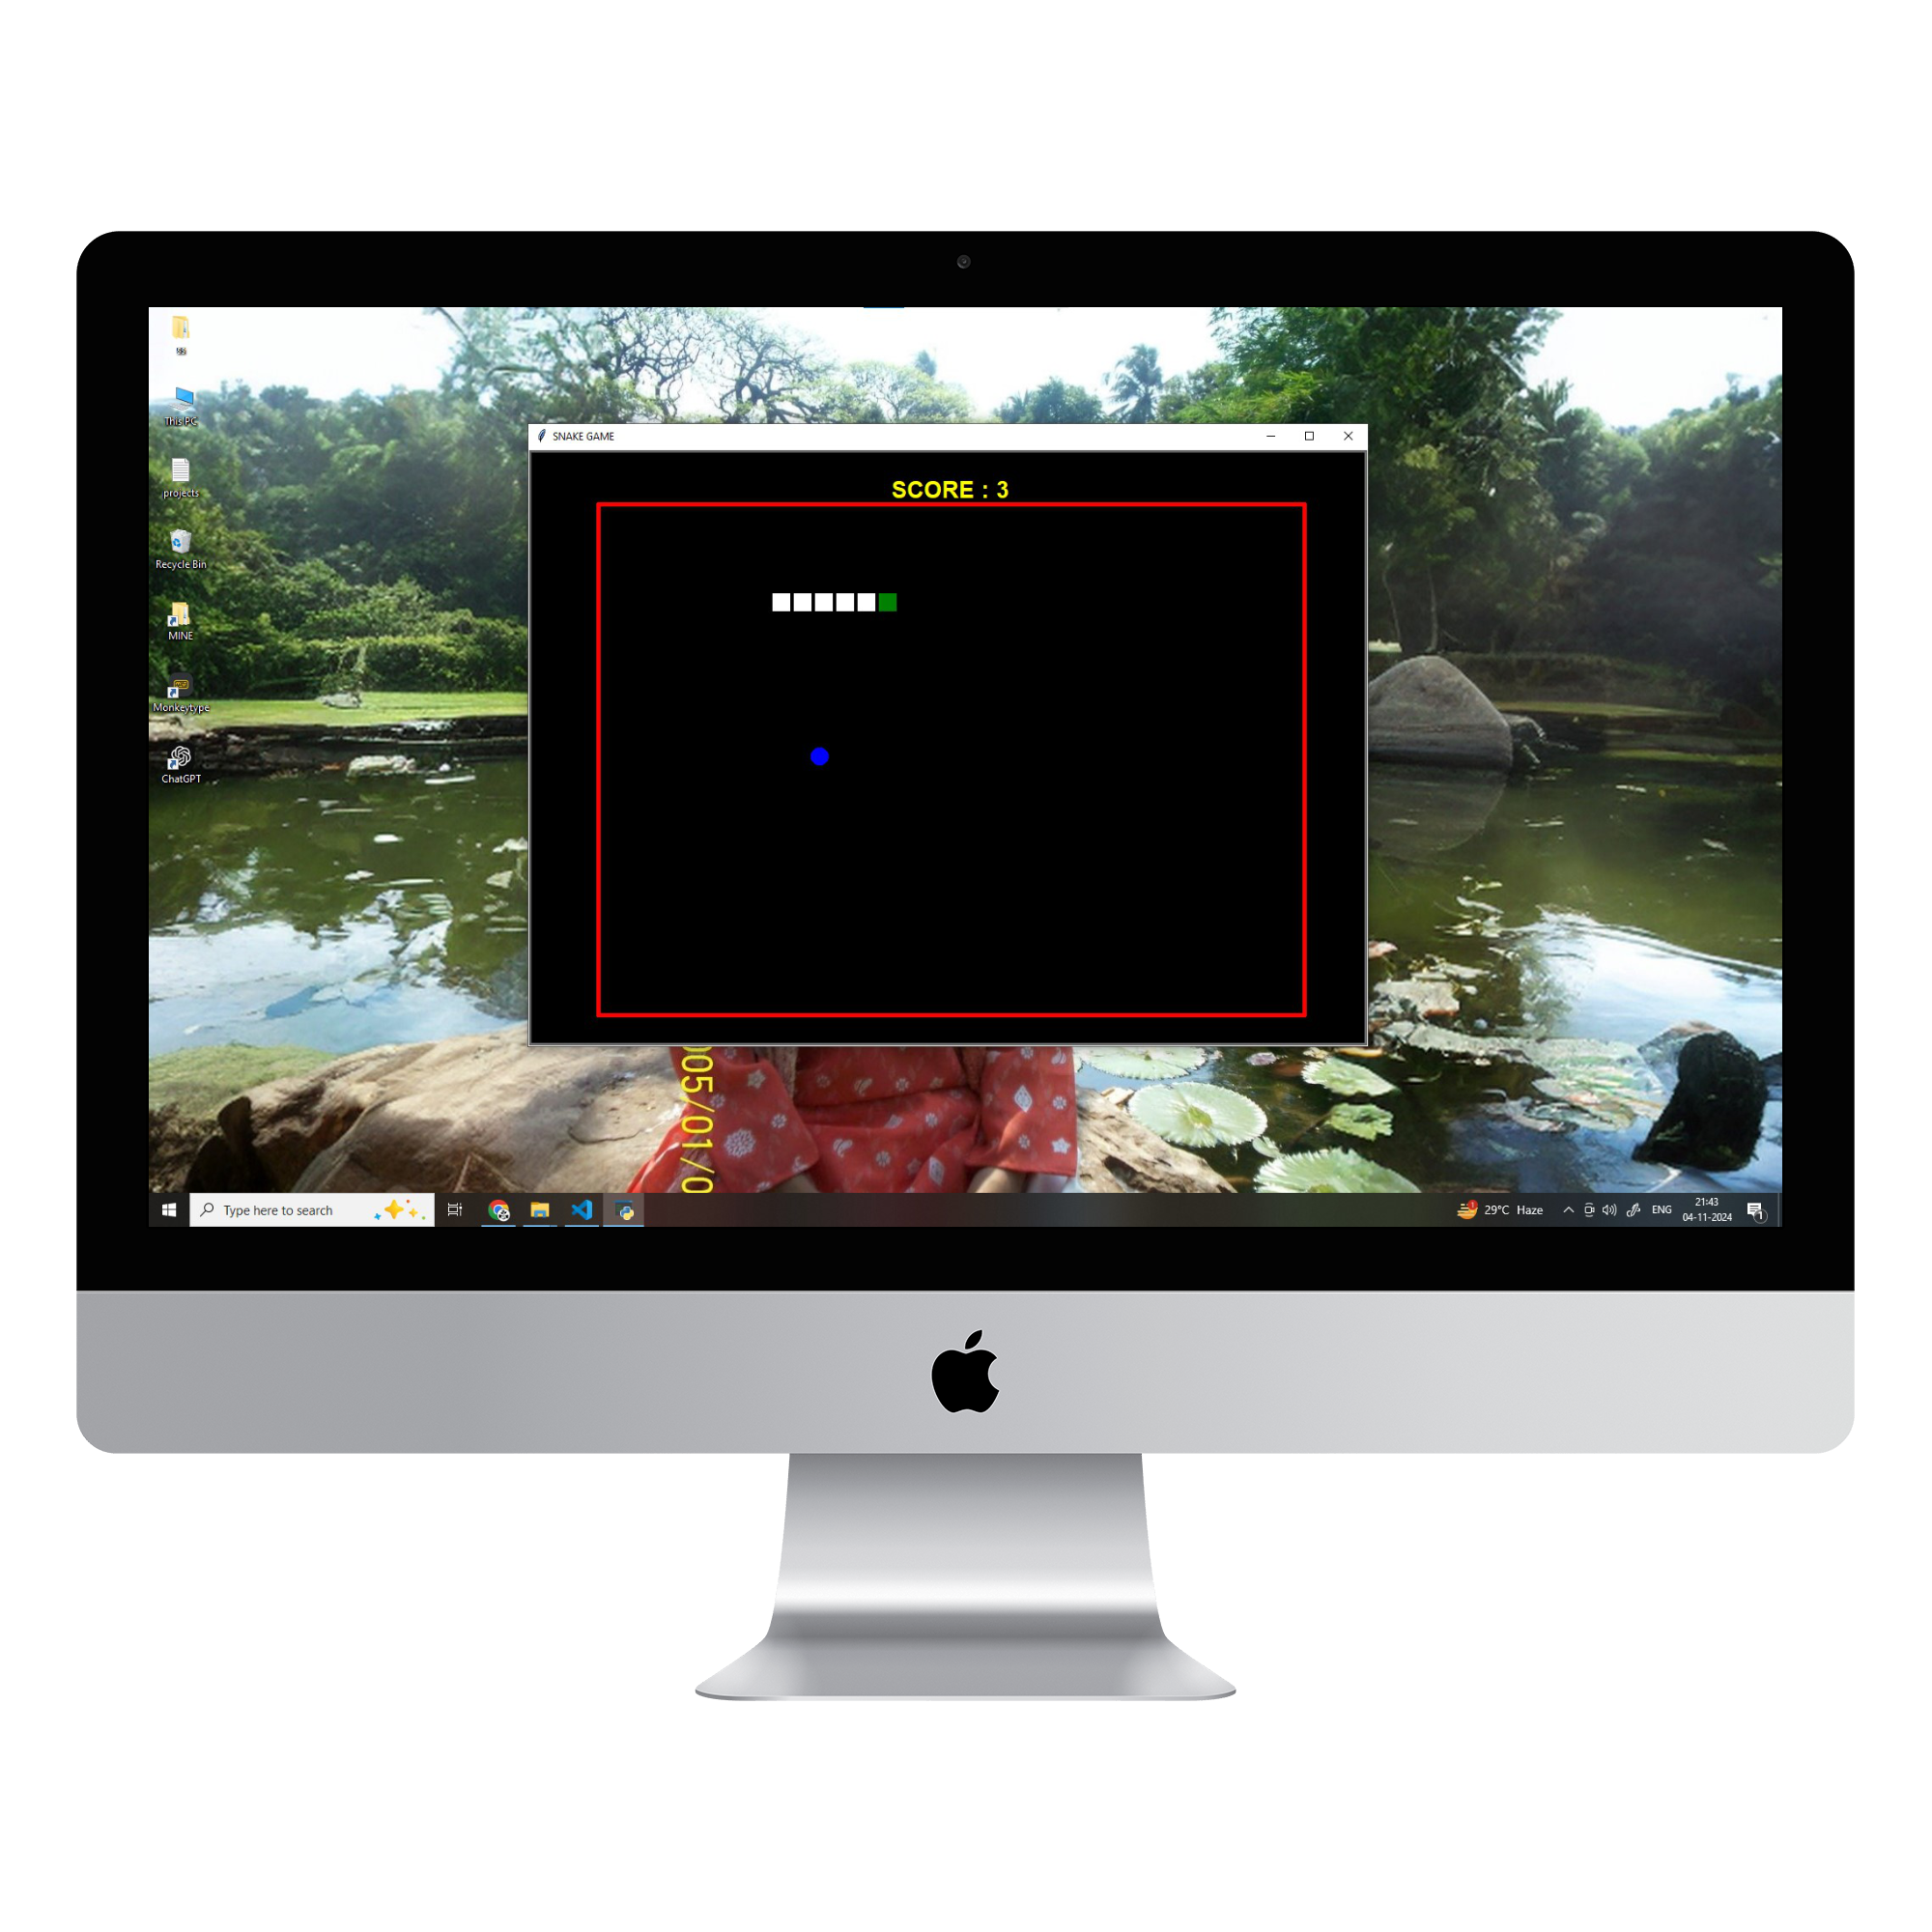 This PC
projects
Recycle Bin
MINE
Monkeytype
ChatGPT
SNAKE GAME
SCORE : 3
005/01/0
Type here to search
29°C Haze
ENG
21:43
04-11-2024
1